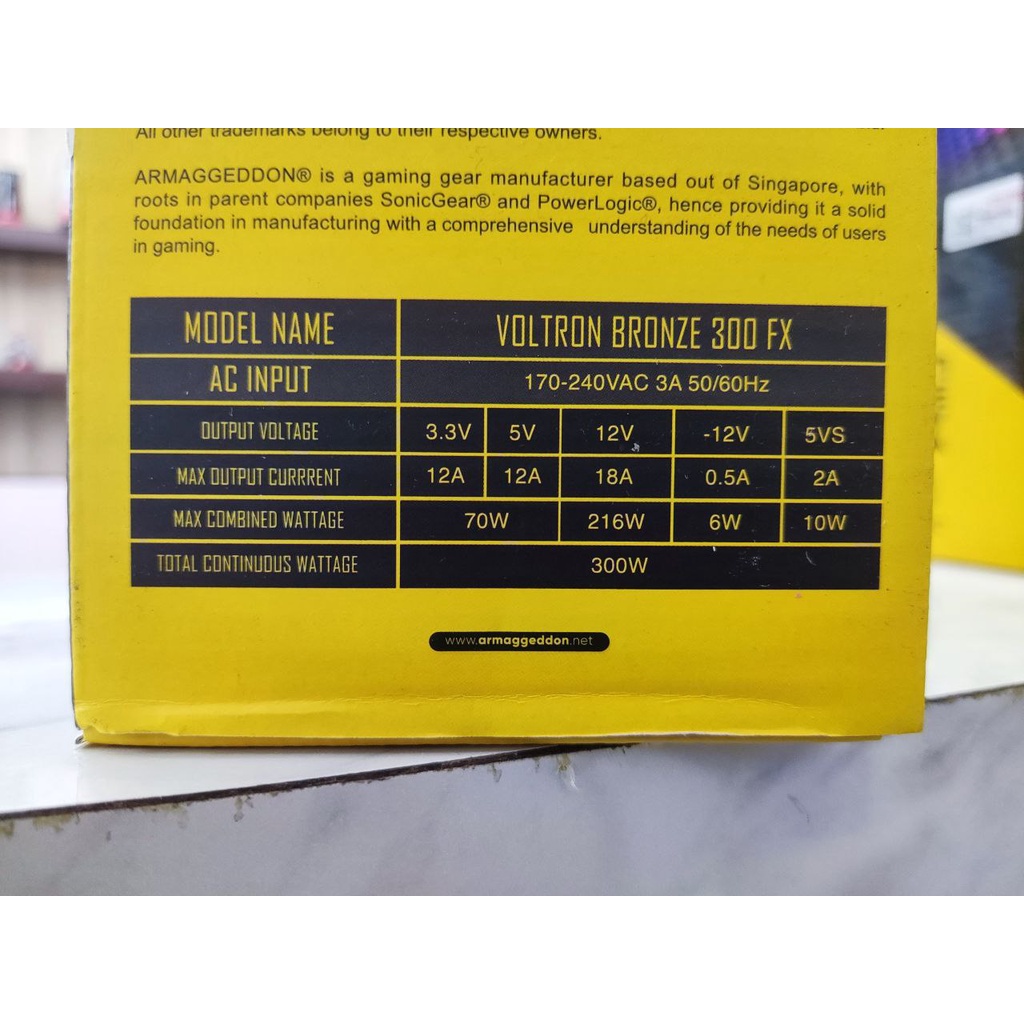 All other trademarks belong to their respective owners.
ARMAGGEDDON® is a gaming gear manufacturer based out of Singapore, with
roots in parent companies SonicGear® and PowerLogic®, hence providing it a solid
foundation in manufacturing with a comprehensive understanding of the needs of users
in gaming.
MODEL NAME VOLTRON BRONZE 300 FX
AC INPUT 170-240VAC 3A 50/60Hz
OUTPUT VOLTAGE 3.3V 5V 12V -12V 5VS
MAX OUTPUT CURRRENT 12A 12A 18A 0.5A 2A
MAX COMBINED WATTAGE 70W 216W 6W 10W
TOTAL CONTINUOUS WATTAGE 300W
www.armaggeddon.net